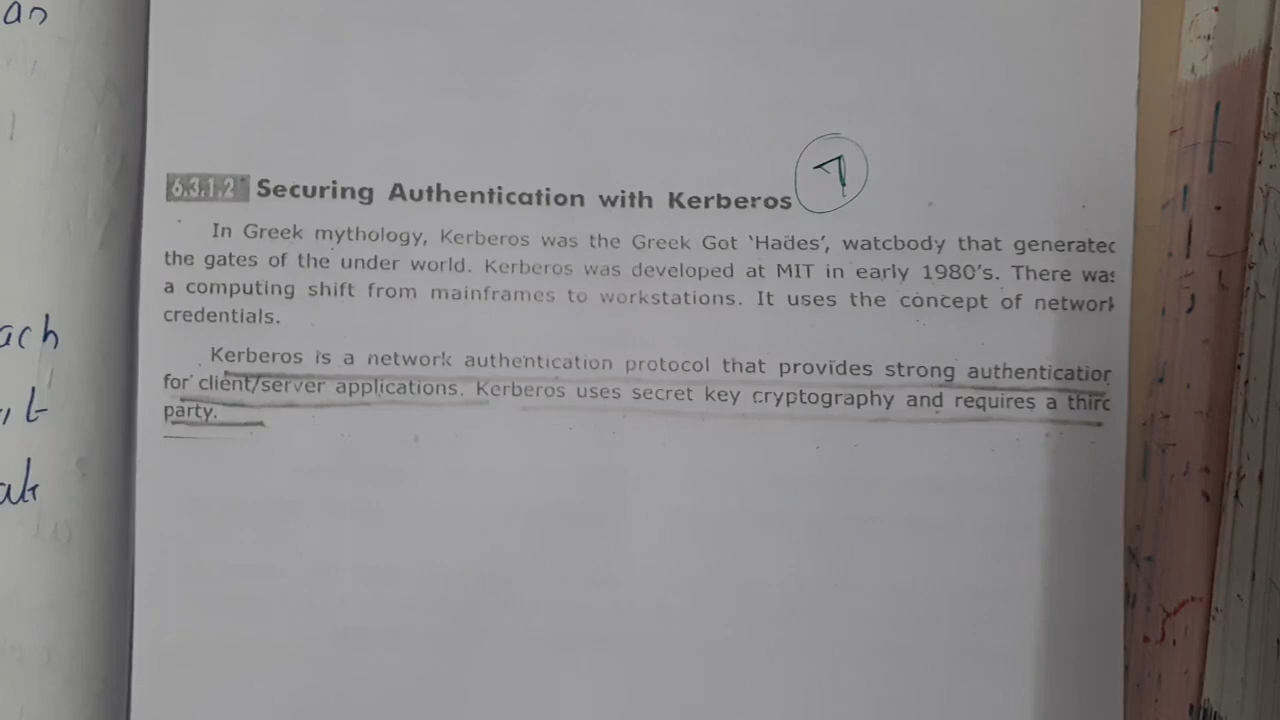 an
6.3.1.2 Securing Authentication with Kerberos
7
In Greek mythology, Kerberos was the Greek Got 'Hades', watcbody that generatec
the gates of the under world. Kerberos was developed at MIT in early 1980's. There was
a computing shift from mainframes to workstations. It uses the concept of network
credentials.
Kerberos is a network authentication protocol that provides strong authentication
for client/server applications. Kerberos uses secret key cryptography and requires a thirc
party.
ach